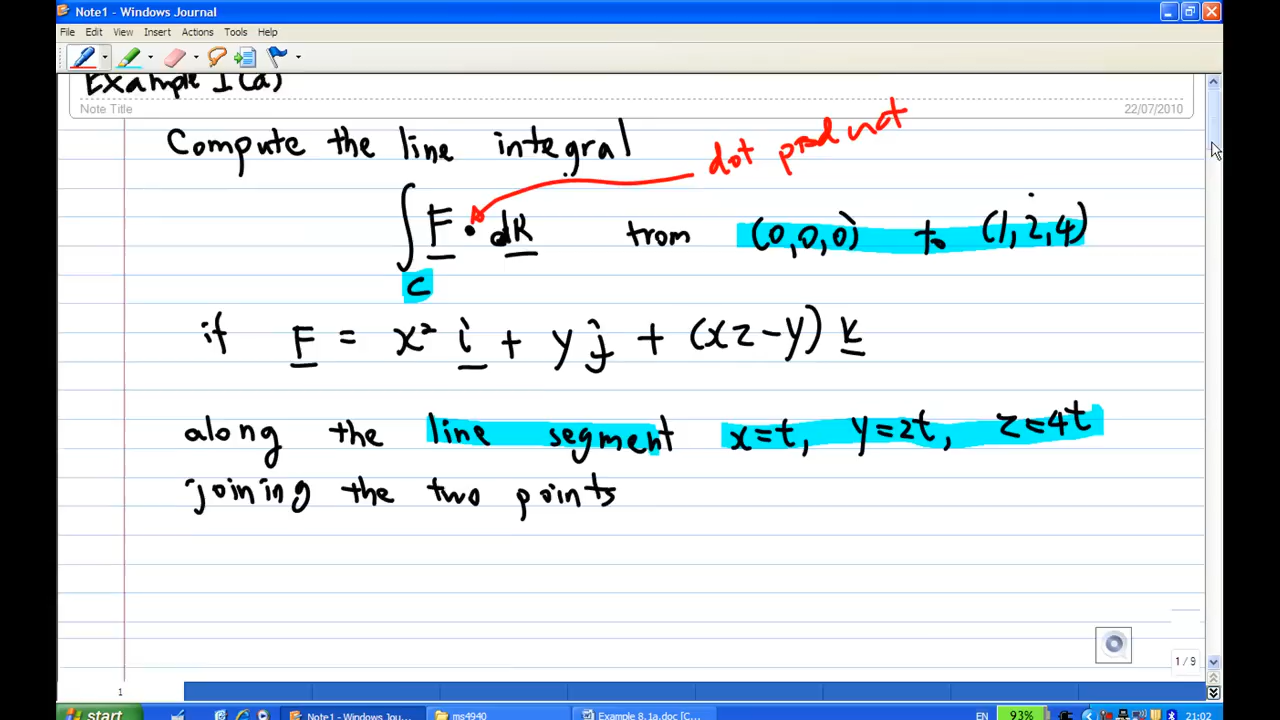 Note1 - Windows Journal
File Edit View Insert Actions Tools Help
Example 1(a)
Note Title
22/07/2010
Compute the line integral
dot product
∫ F • dR from (0,0,0) to (1,2,4)
C
if F = x² i + y j + (xz - y) k
along the line segment x=t, y=2t, z=4t
joining the two points
1 / 9
1
start
Note1 - Windows Jour...
ms4940
Example 8.1a.doc [C...
EN
93%
21:02